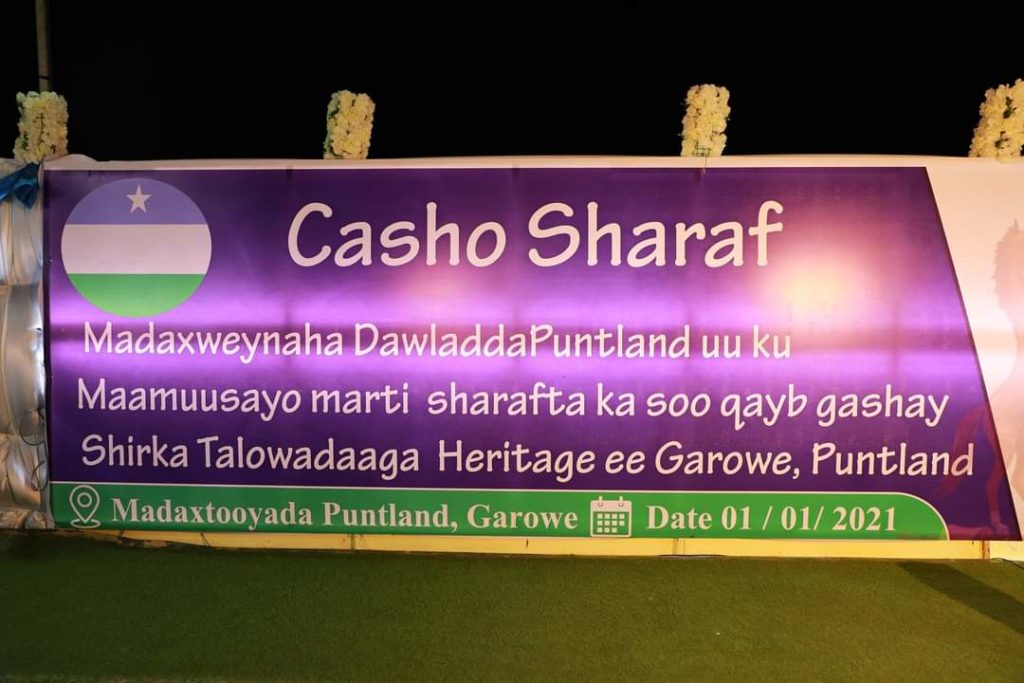 Casho Sharaf
Madaxweynaha DawladdaPuntland uu ku
Maamuusayo marti sharafta ka soo qayb gashay
Shirka Talowadaaga Heritage ee Garowe, Puntland
Madaxtooyada Puntland, Garowe
Date 01 / 01/ 2021